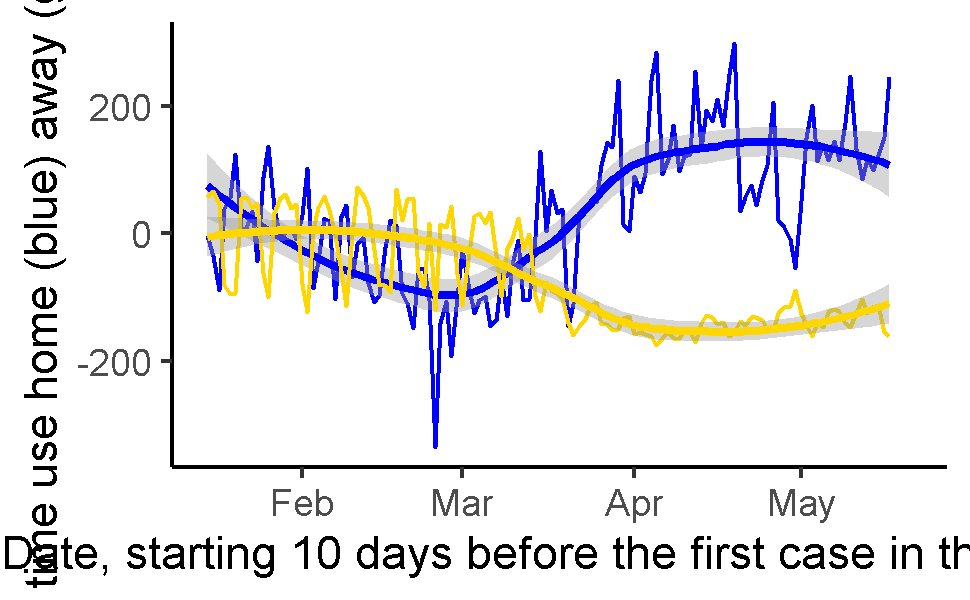 time use home (blue) away (
200
0
-200
Feb Mar Apr May
Date, starting 10 days before the first case in th